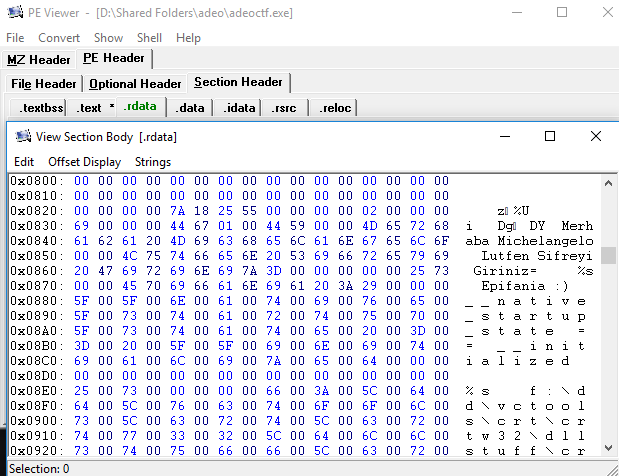 PE Viewer - [D:\Shared Folders\adeo\adeoctf.exe]
File Convert Show Shell Help
MZ Header PE Header
File Header Optional Header Section Header
.textbss .text * .rdata .data .idata .rsrc .reloc
View Section Body [.rdata]
Edit Offset Display Strings
0x0800: 00 00 00 00 00 00 00 00 00 00 00 00 00 00 00 00
0x0810: 00 00 00 00 00 00 00 00 00 00 00 00 00 00 00 00
0x0820: 00 00 00 00 7A 18 25 55 00 00 00 00 02 00 00 00 z %U
0x0830: 69 00 00 00 44 67 01 00 44 59 00 00 4D 65 72 68 i Dg DY Merh
0x0840: 61 62 61 20 4D 69 63 68 65 6C 61 6E 67 65 6C 6F aba Michelangelo
0x0850: 00 00 4C 75 74 66 65 6E 20 53 69 66 72 65 79 69 Lutfen Sifreyi
0x0860: 20 47 69 72 69 6E 69 7A 3D 00 00 00 00 00 25 73 Giriniz= %s
0x0870: 00 00 45 70 69 66 61 6E 69 61 20 3A 29 00 00 00 Epifania :)
0x0880: 5F 00 5F 00 6E 00 61 00 74 00 69 00 76 00 65 00 _ _ n a t i v e
0x0890: 5F 00 73 00 74 00 61 00 72 00 74 00 75 00 70 00 _ s t a r t u p
0x08A0: 5F 00 73 00 74 00 61 00 74 00 65 00 20 00 3D 00 _ s t a t e =
0x08B0: 3D 00 20 00 5F 00 5F 00 69 00 6E 00 69 00 74 00 = _ _ i n i t
0x08C0: 69 00 61 00 6C 00 69 00 7A 00 65 00 64 00 00 00 i a l i z e d
0x08D0: 00 00 00 00 00 00 00 00 00 00 00 00 00 00 00 00
0x08E0: 25 00 73 00 00 00 00 00 66 00 3A 00 5C 00 64 00 % s f : \ d
0x08F0: 64 00 5C 00 76 00 63 00 74 00 6F 00 6F 00 6C 00 d \ v c t o o l
0x0900: 73 00 5C 00 63 00 72 00 74 00 5C 00 63 00 72 00 s \ c r t \ c r
0x0910: 74 00 77 00 33 00 32 00 5C 00 64 00 6C 00 6C 00 t w 3 2 \ d l l
0x0920: 73 00 74 00 75 00 66 00 66 00 5C 00 63 00 72 00 s t u f f \ c r
Selection: 0